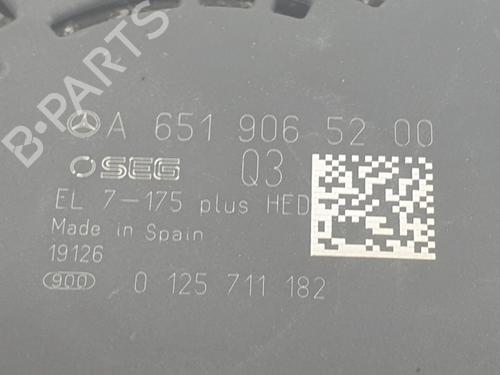 A 651 906 52 00
SEG Q3
EL 7-175 plus HED
Made in Spain
19126
900 0 125 711 182
B-PARTS